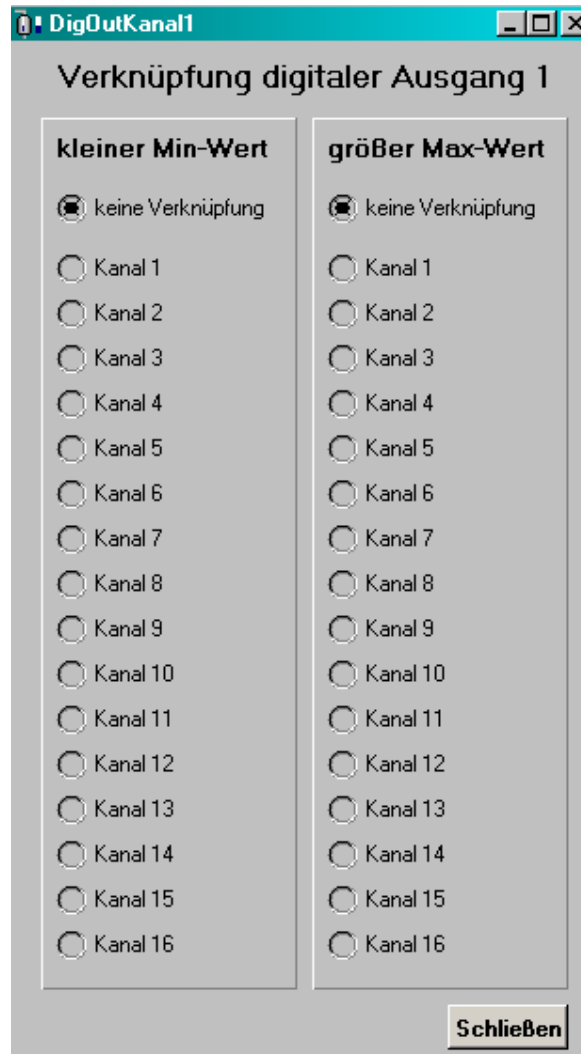 DigOutKanal1
Verknüpfung digitaler Ausgang 1
kleiner Min-Wert
keine Verknüpfung
Kanal 1
Kanal 2
Kanal 3
Kanal 4
Kanal 5
Kanal 6
Kanal 7
Kanal 8
Kanal 9
Kanal 10
Kanal 11
Kanal 12
Kanal 13
Kanal 14
Kanal 15
Kanal 16
größer Max-Wert
keine Verknüpfung
Kanal 1
Kanal 2
Kanal 3
Kanal 4
Kanal 5
Kanal 6
Kanal 7
Kanal 8
Kanal 9
Kanal 10
Kanal 11
Kanal 12
Kanal 13
Kanal 14
Kanal 15
Kanal 16
Schließen